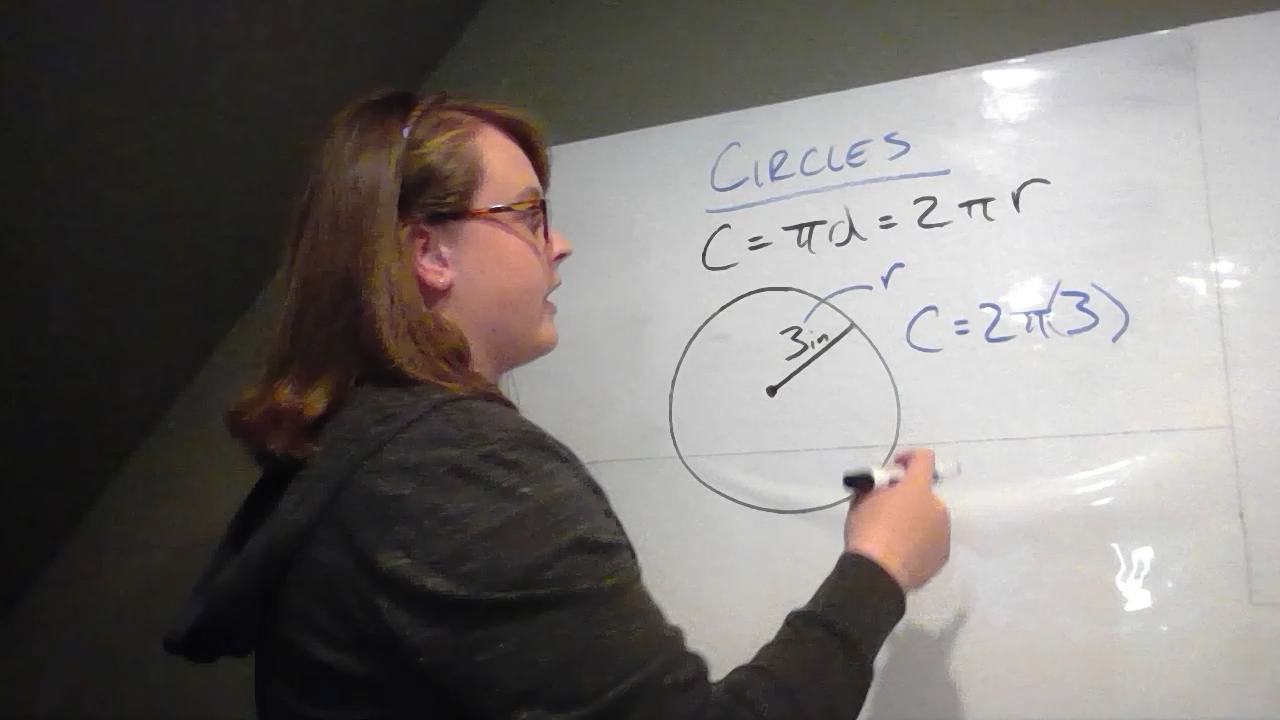 CIRCLES
C = πd = 2πr
r
3in
C = 2π(3)